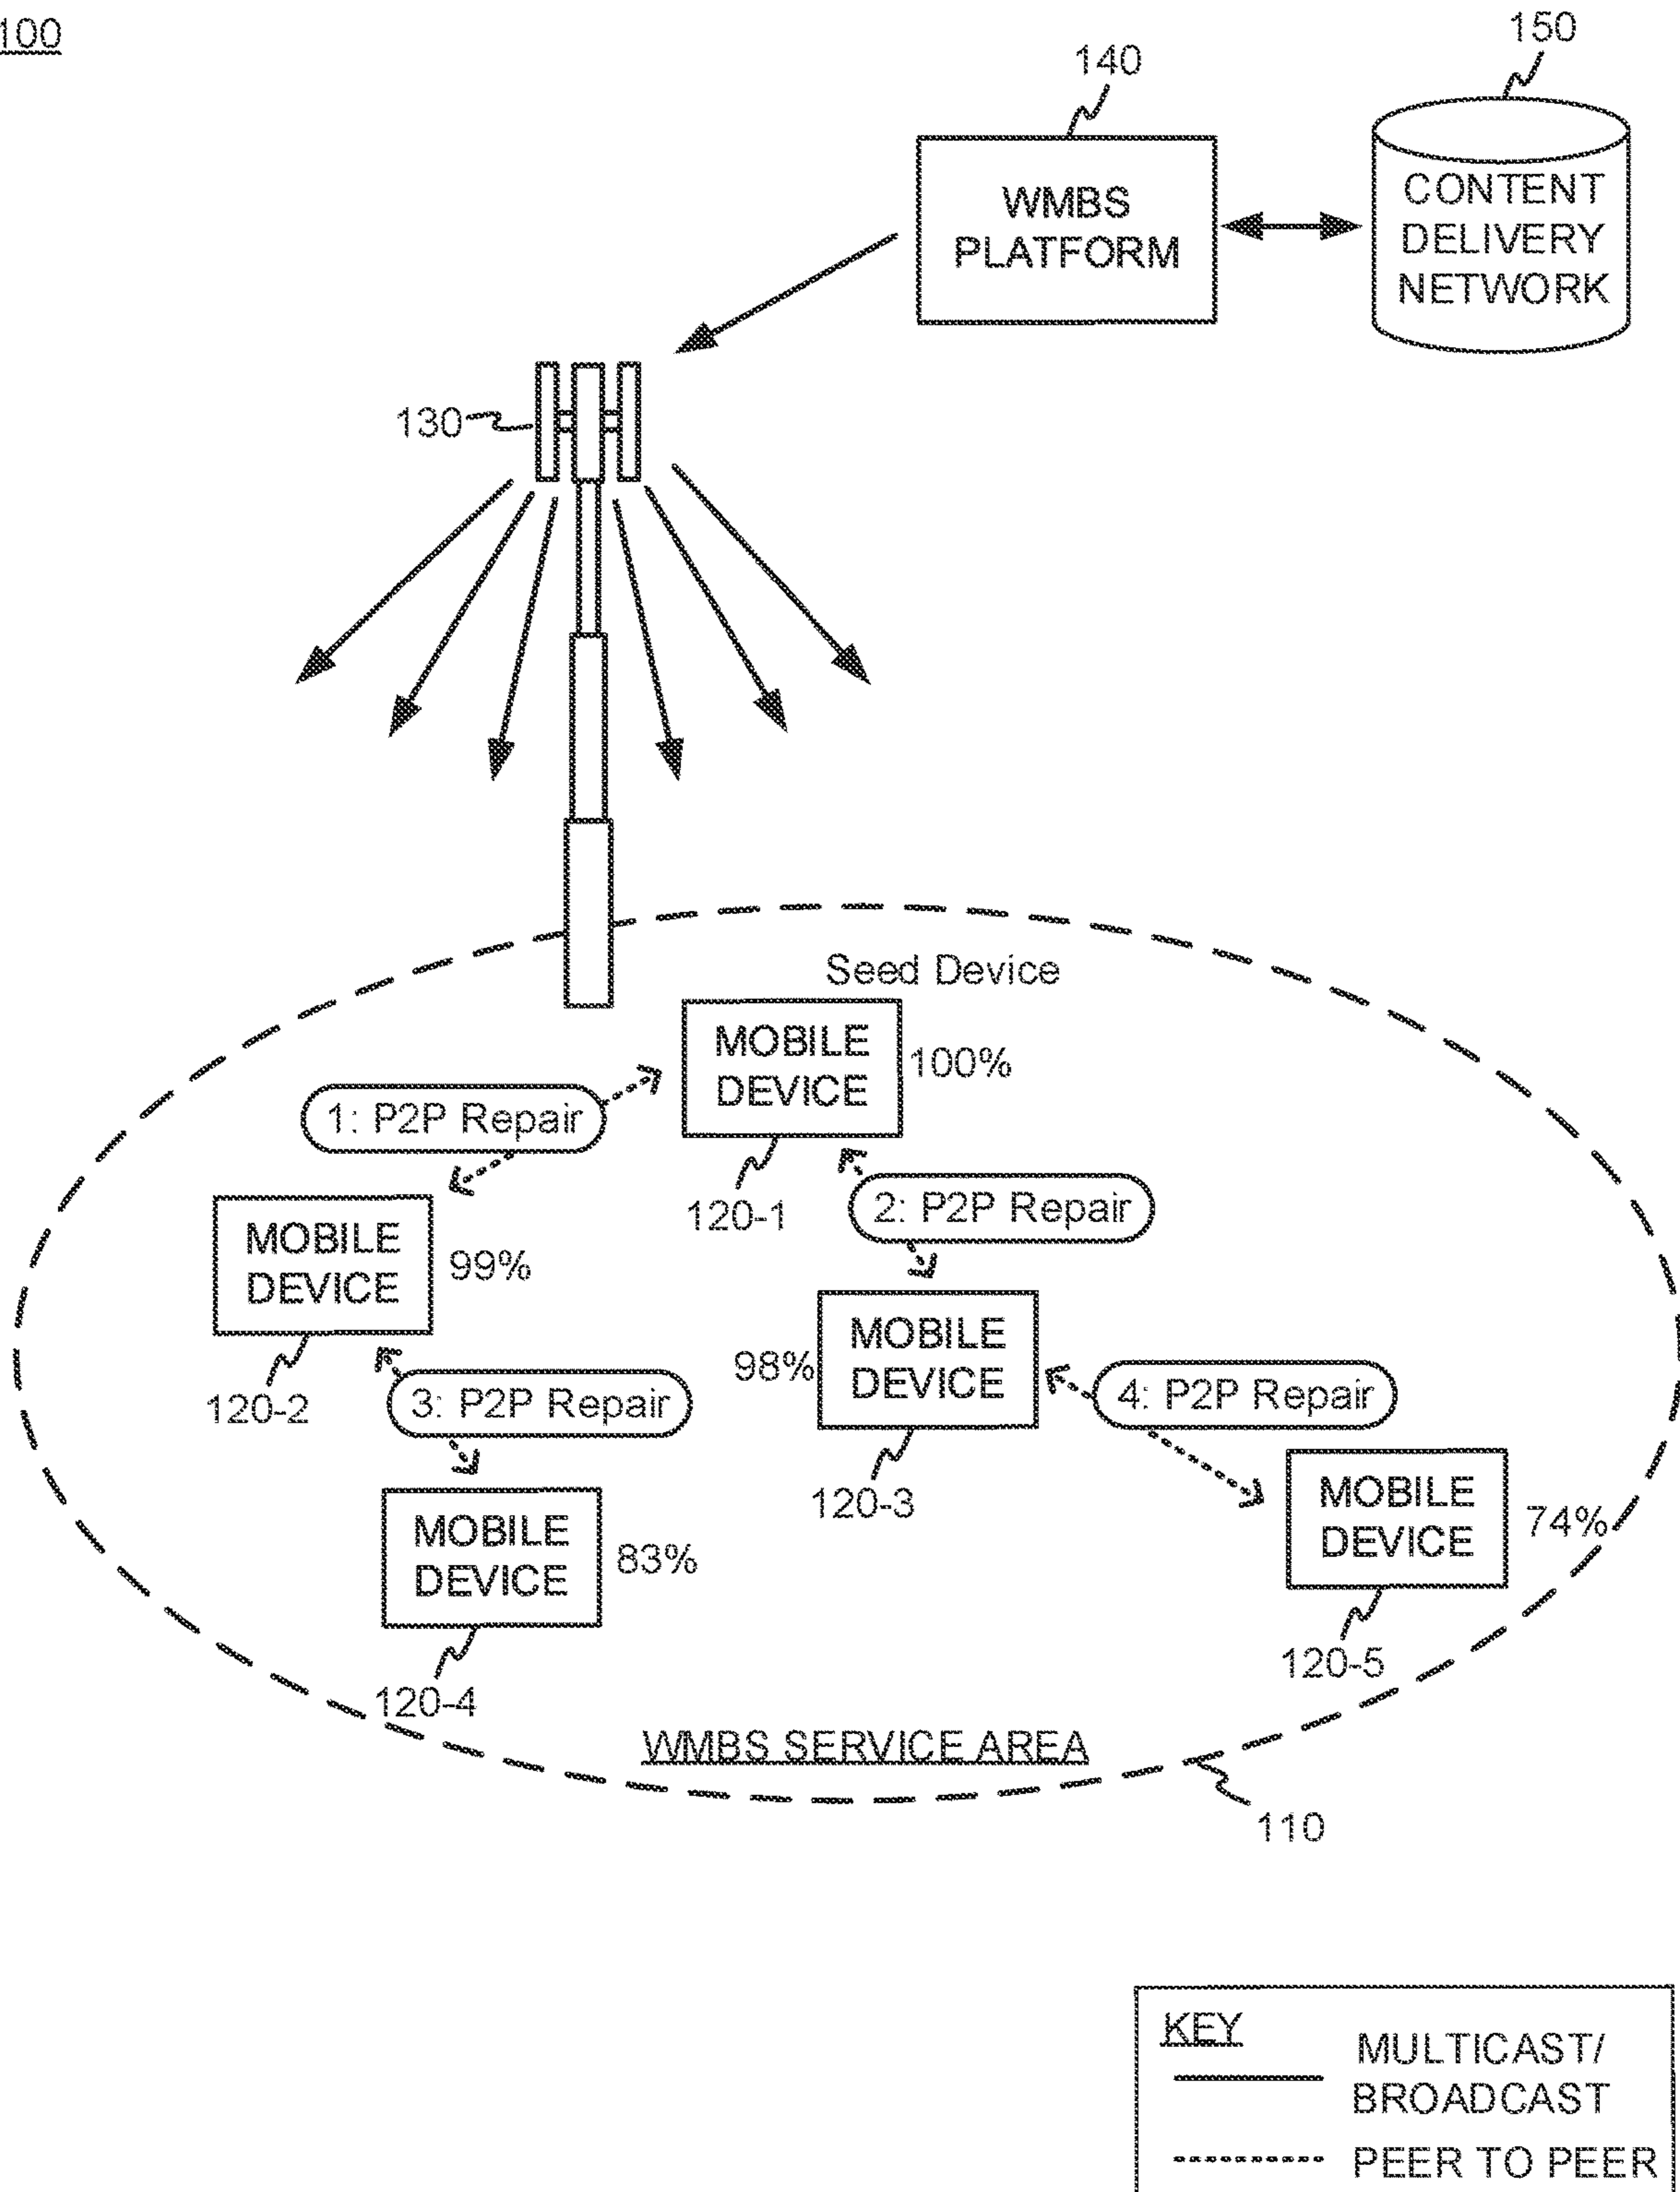 100
150
140
WMBS
PLATFORM
CONTENT
DELIVERY
NETWORK
130
Seed Device
MOBILE
DEVICE
100%
1: P2P Repair
120-1
2: P2P Repair
MOBILE
DEVICE
99%
120-2
MOBILE
DEVICE
98%
3: P2P Repair
4: P2P Repair
120-3
MOBILE
DEVICE
83%
MOBILE
DEVICE
74%
120-4
120-5
WMBS SERVICE AREA
110
KEY
MULTICAST/
BROADCAST
PEER TO PEER